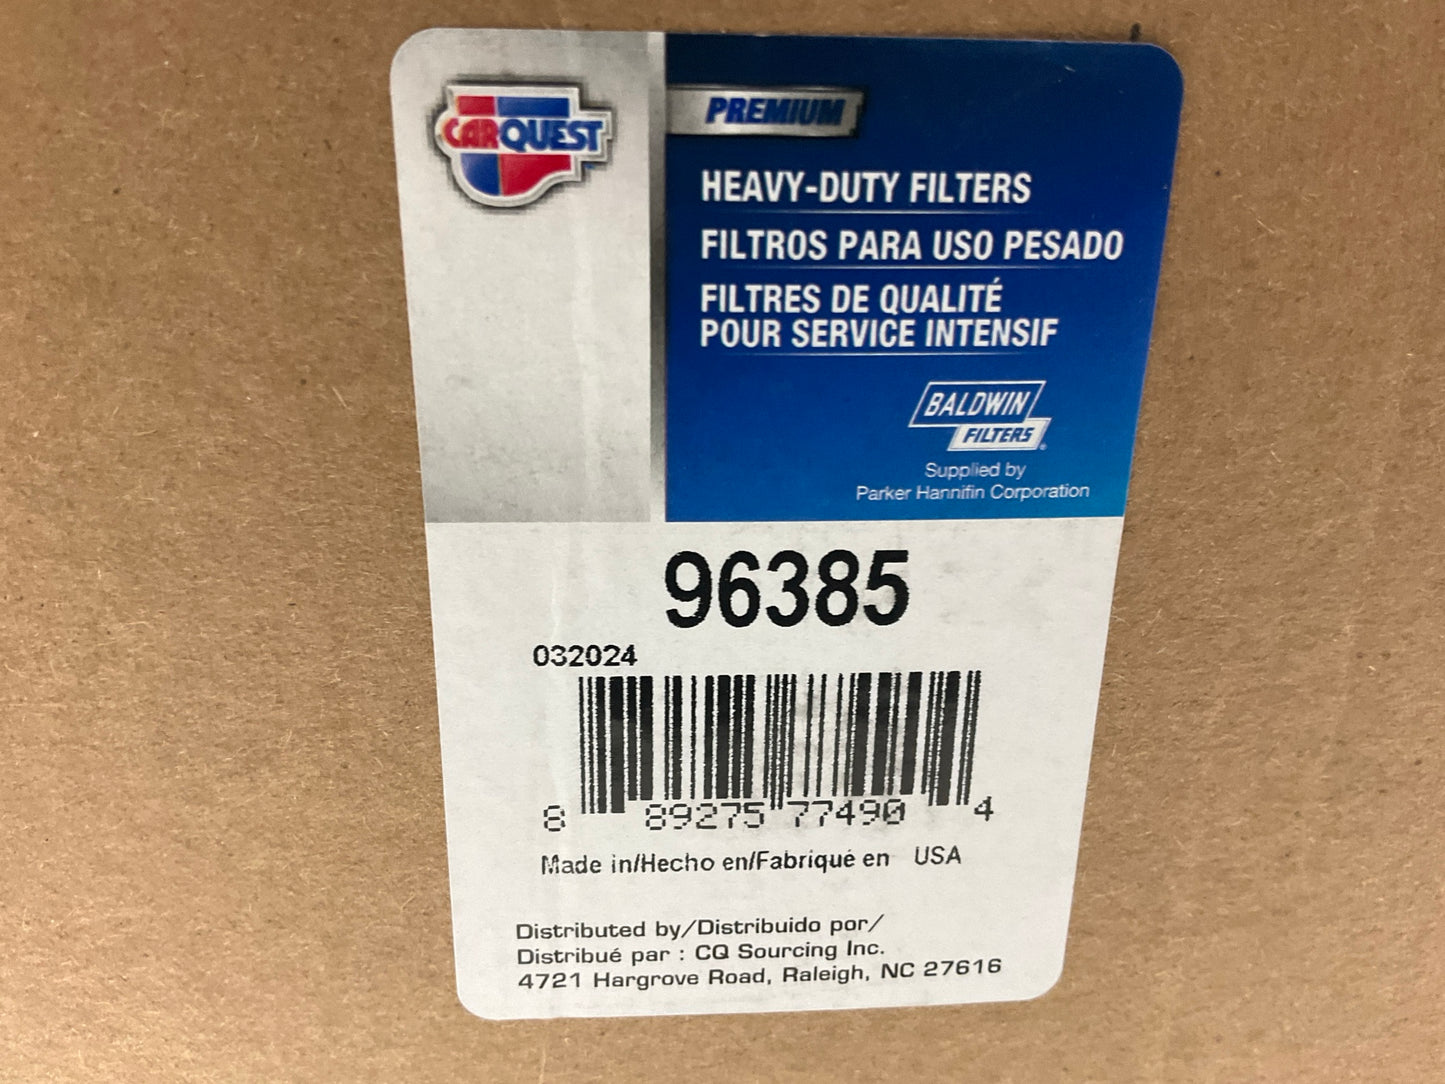 CARQUEST
PREMIUM
HEAVY-DUTY FILTERS
FILTROS PARA USO PESADO
FILTRES DE QUALITÉ
POUR SERVICE INTENSIF
BALDWIN
FILTERS®
Supplied by
Parker Hannifin Corporation
96385
032024
8 89275 77490 4
Made in/Hecho en/Fabriqué en USA
Distributed by/Distribuido por/
Distribué par : CQ Sourcing Inc.
4721 Hargrove Road, Raleigh, NC 27616